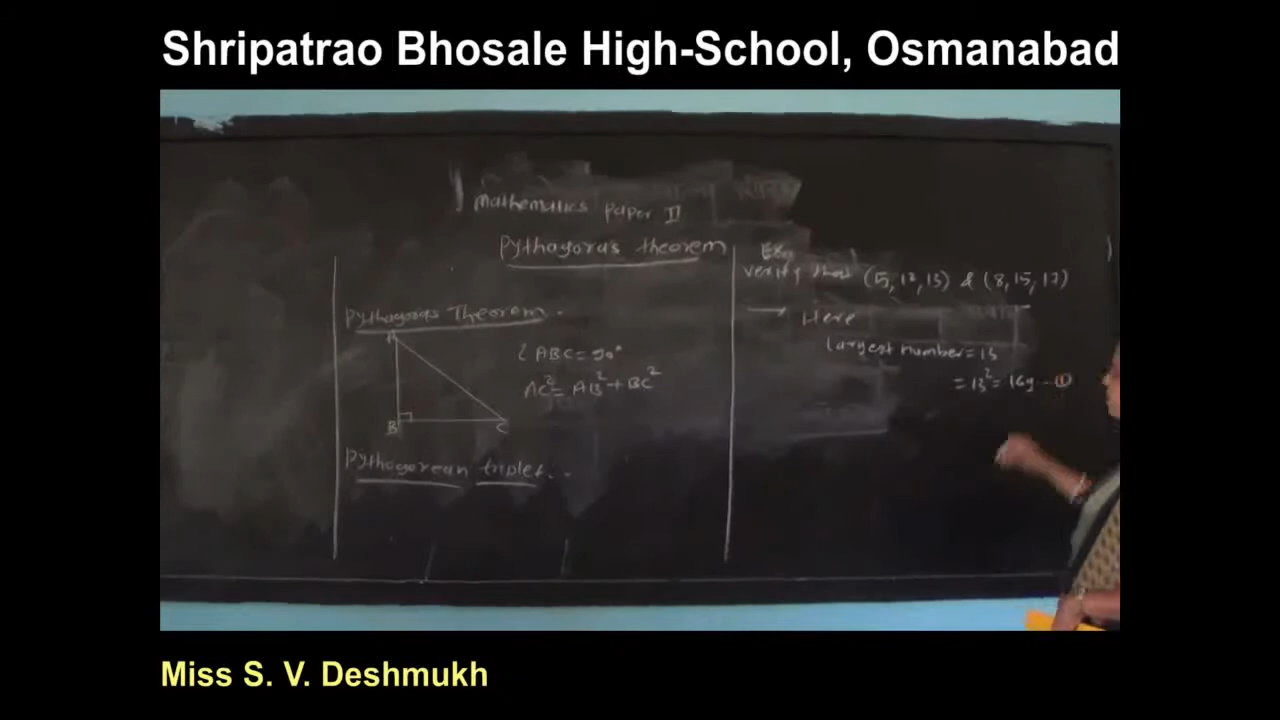 Shripatrao Bhosale High-School, Osmanabad
Mathematics Paper II
Pythagoras theorem
Pythagoras Theorem.
A
∠ABC = 90°
AC² = AB² + BC²
B C
Pythagorean triplet..
Ex
verify that (5, 12, 13) & (8, 15, 17)
→ Here
largest number = 13
= 13² = 169 -- ①
Miss S. V. Deshmukh